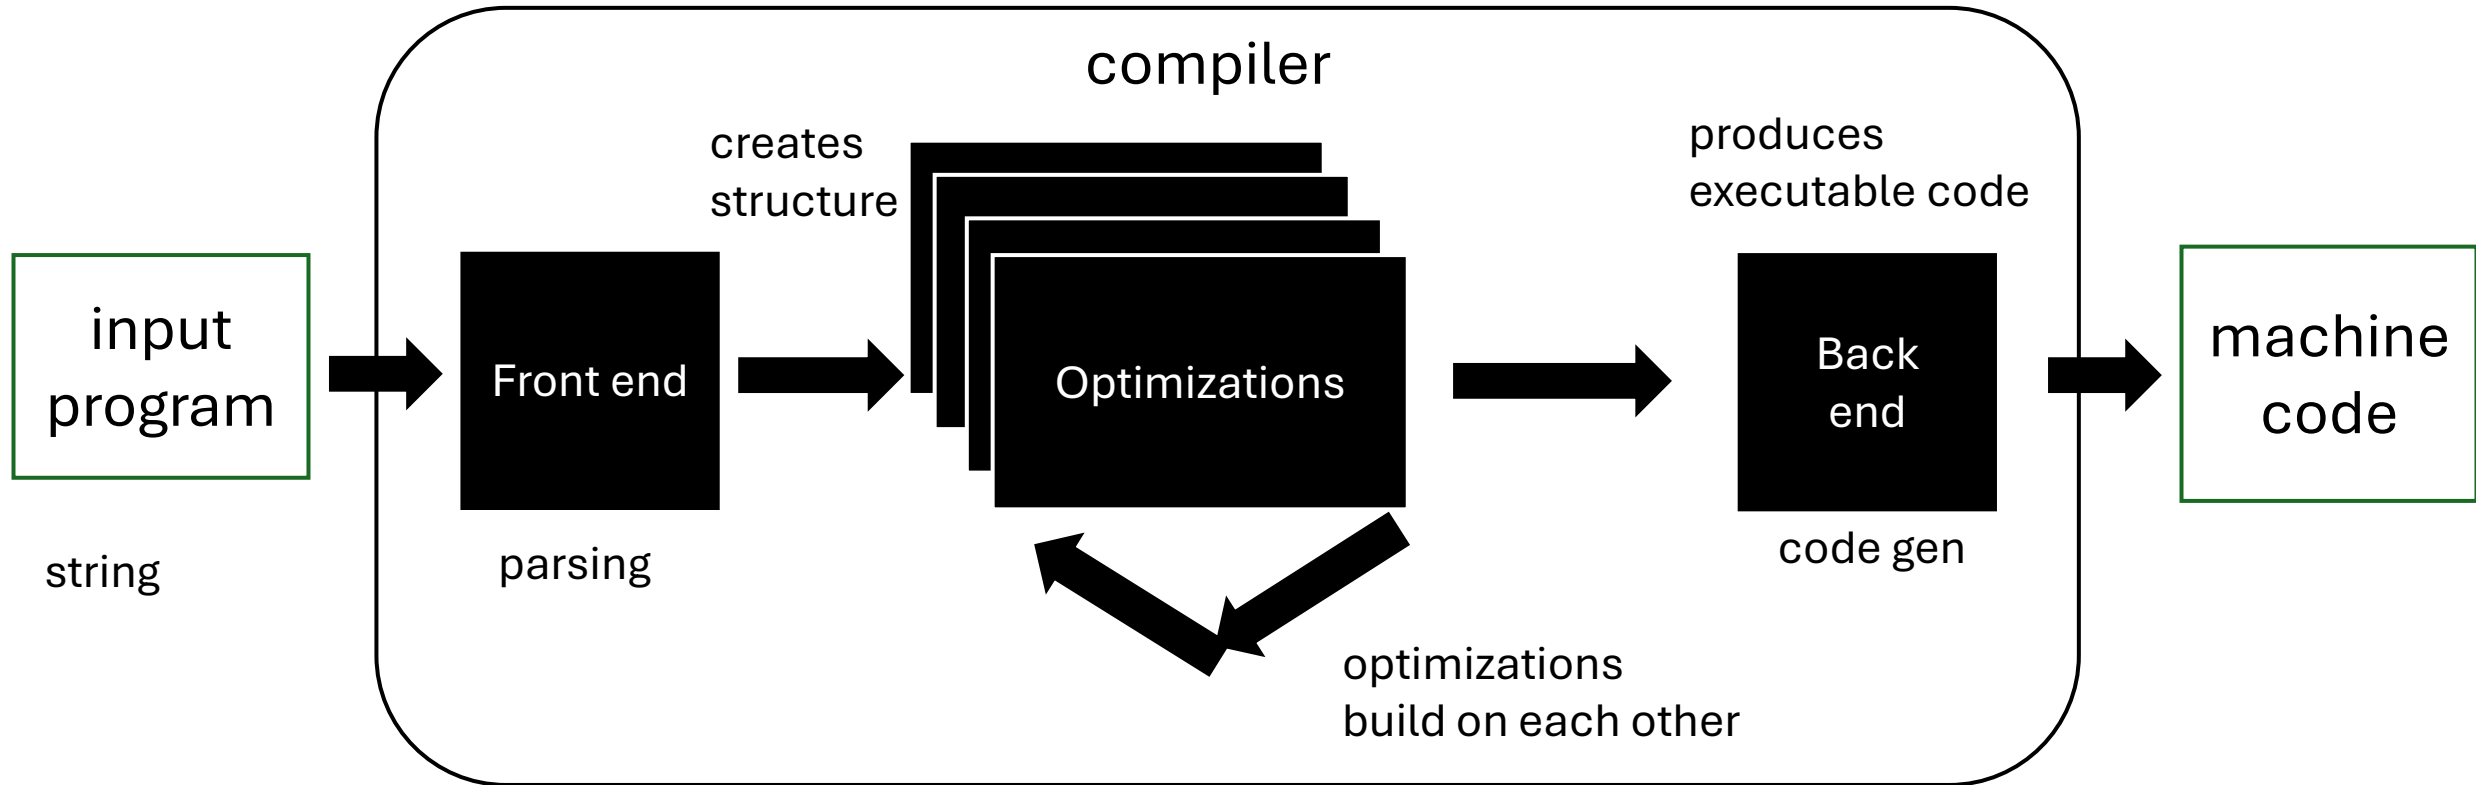 compiler
input
program
string
Front end
parsing
creates
structure
Optimizations
optimizations
build on each other
produces
executable code
Back
end
code gen
machine
code